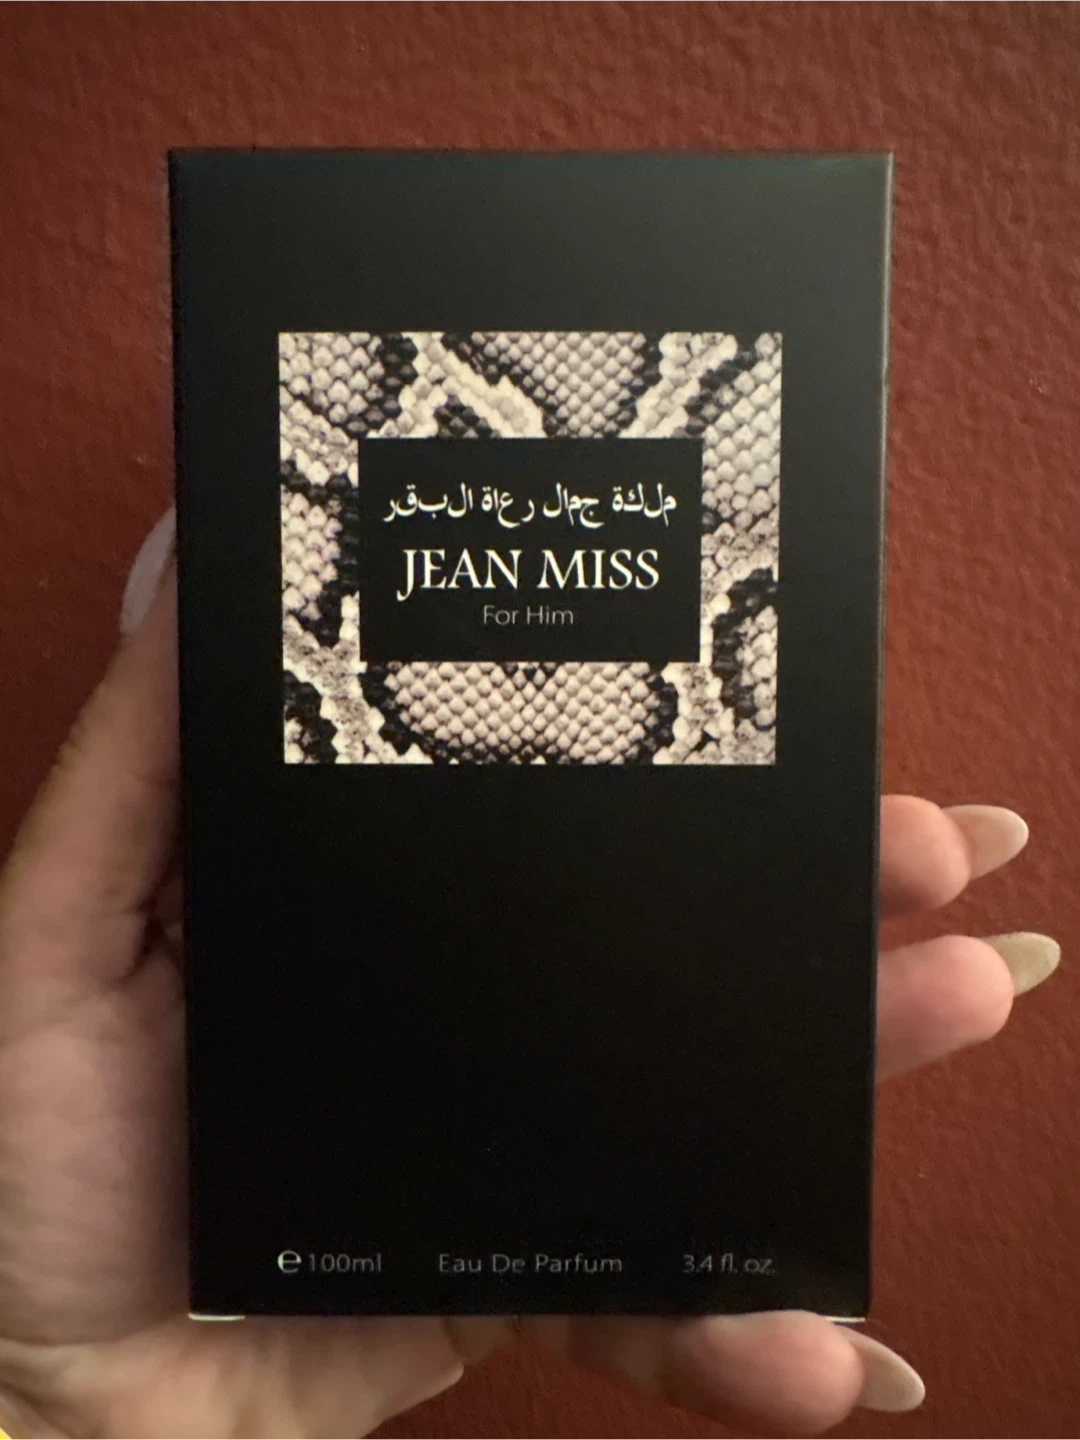 ملكة جمال رعاة البقر
JEAN MISS
For Him
e 100ml Eau De Parfum 3.4 fl. oz.